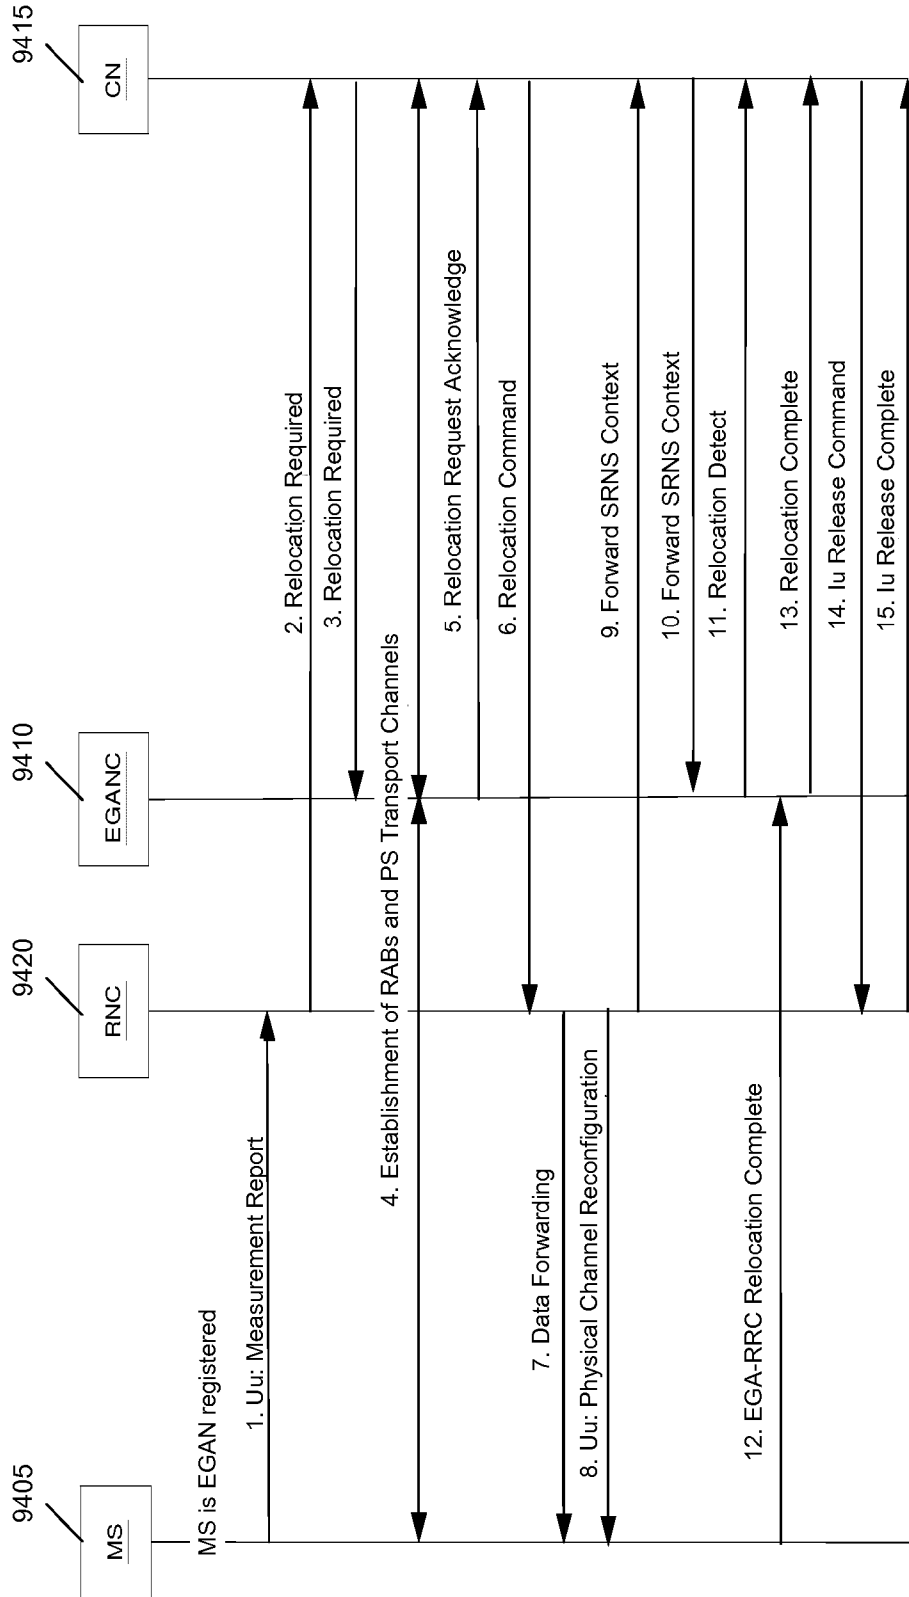 9405
MS
9420
RNC
9410
EGANC
9415
CN
MS is EGAN registered
1. Uu: Measurement Report
2. Relocation Required
3. Relocation Required
4. Establishment of RABs and PS Transport Channels
5. Relocation Request Acknowledge
6. Relocation Command
7. Data Forwarding
8. Uu: Physical Channel Reconfiguration
9. Forward SRNS Context
10. Forward SRNS Context
11. Relocation Detect
12. EGA-RRC Relocation Complete
13. Relocation Complete
14. Iu Release Command
15. Iu Release Complete